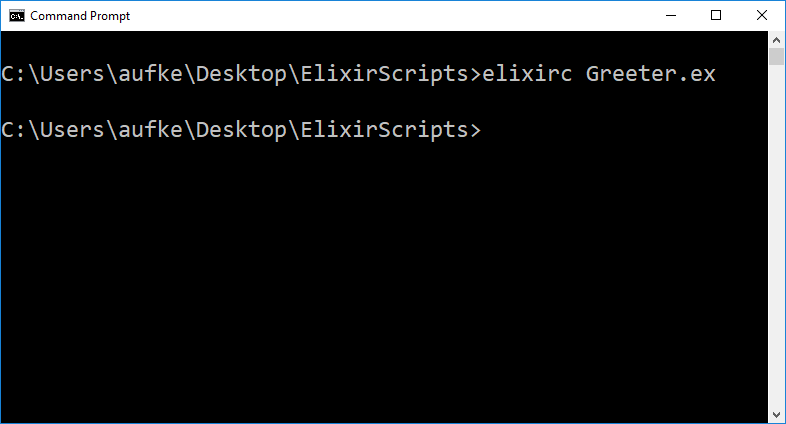 Command Prompt
C:\Users\aufke\Desktop\ElixirScripts>elixirc Greeter.ex
C:\Users\aufke\Desktop\ElixirScripts>